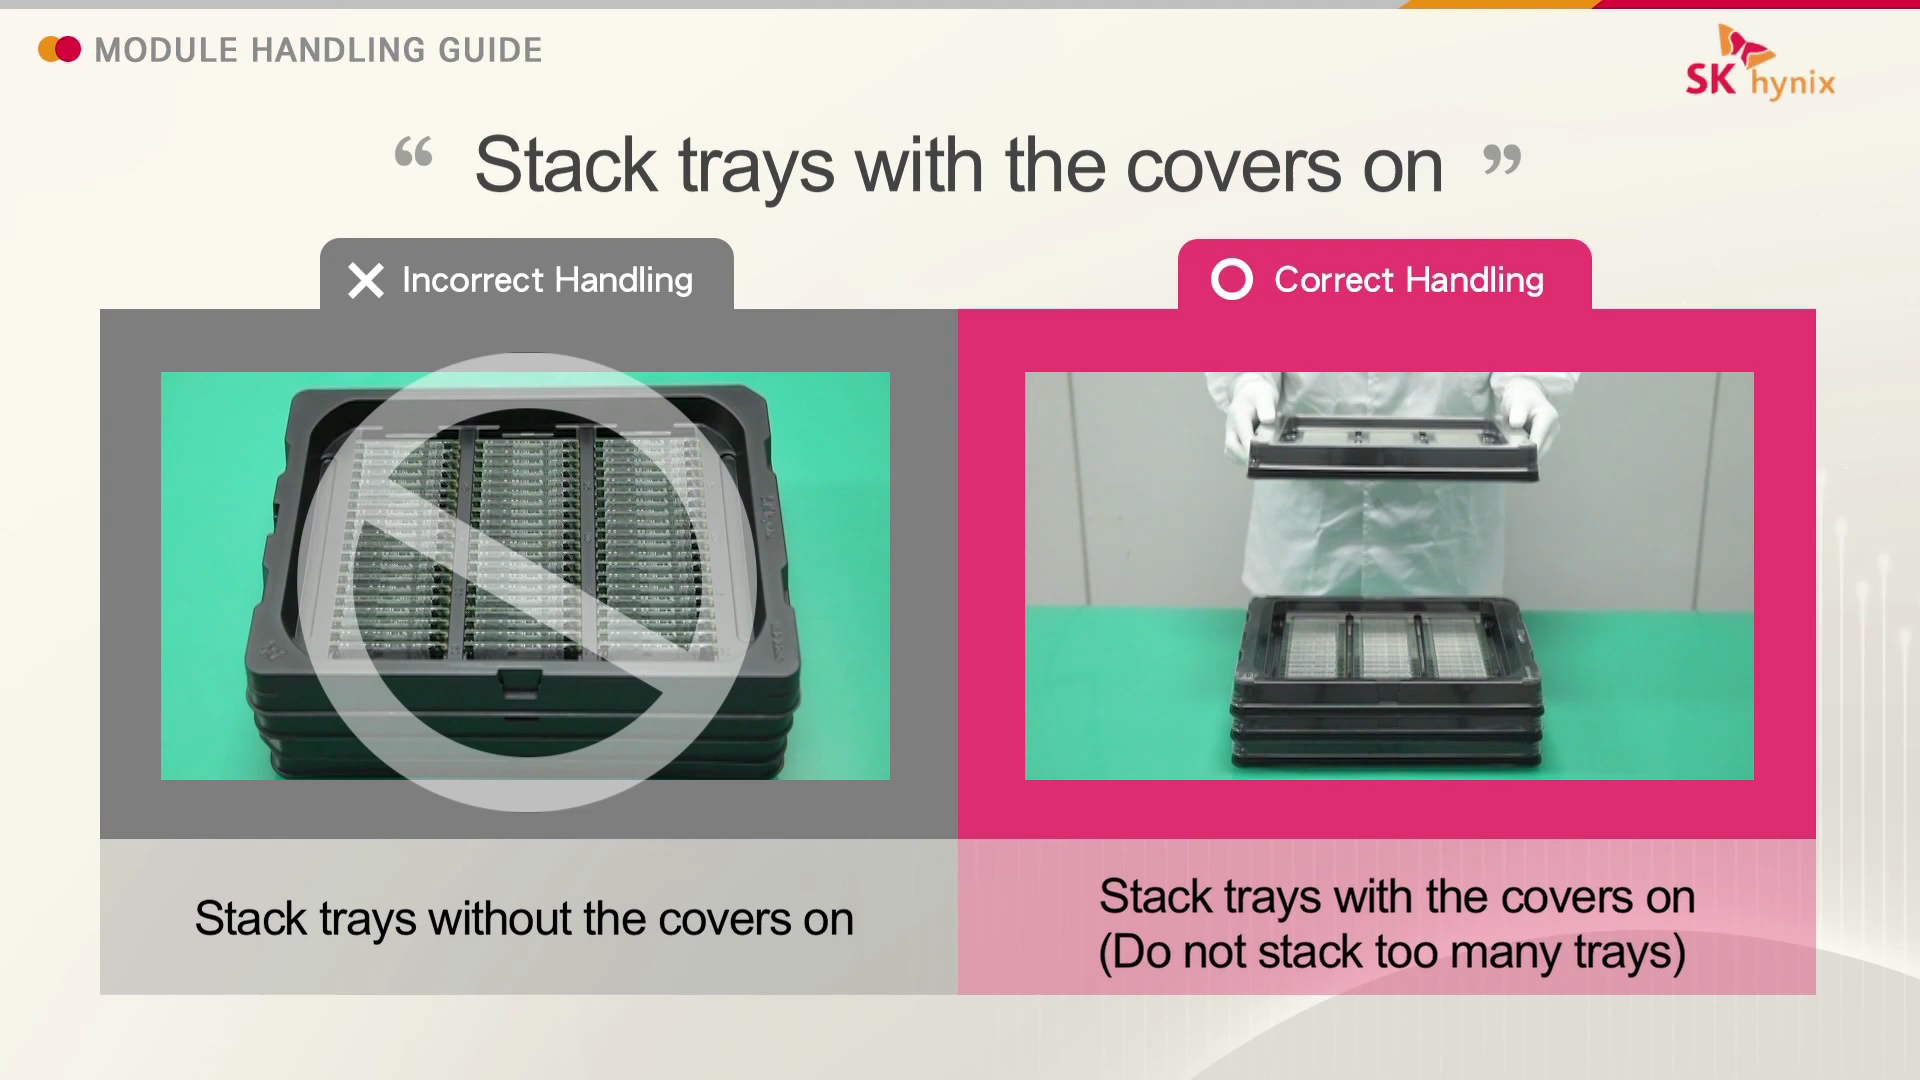 MODULE HANDLING GUIDE
SK hynix
“ Stack trays with the covers on ”
Incorrect Handling
Correct Handling
Stack trays without the covers on
Stack trays with the covers on
(Do not stack too many trays)